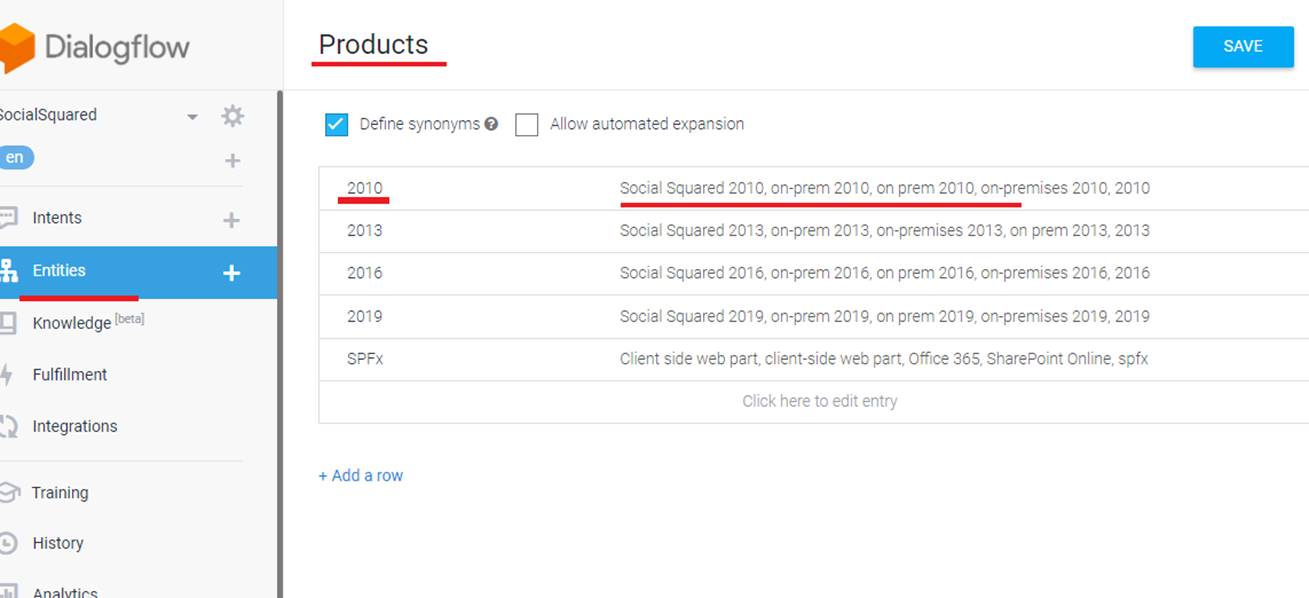 Dialogflow
SocialSquared
en
Intents
Entities
Knowledge [beta]
Fulfillment
Integrations
Training
History
Analytics
Products
SAVE
Define synonyms ? Allow automated expansion
2010 Social Squared 2010, on-prem 2010, on prem 2010, on-premises 2010, 2010
2013 Social Squared 2013, on-prem 2013, on-premises 2013, on prem 2013, 2013
2016 Social Squared 2016, on-prem 2016, on prem 2016, on-premises 2016, 2016
2019 Social Squared 2019, on-prem 2019, on prem 2019, on-premises 2019, 2019
SPFx Client side web part, client-side web part, Office 365, SharePoint Online, spfx
Click here to edit entry
+ Add a row